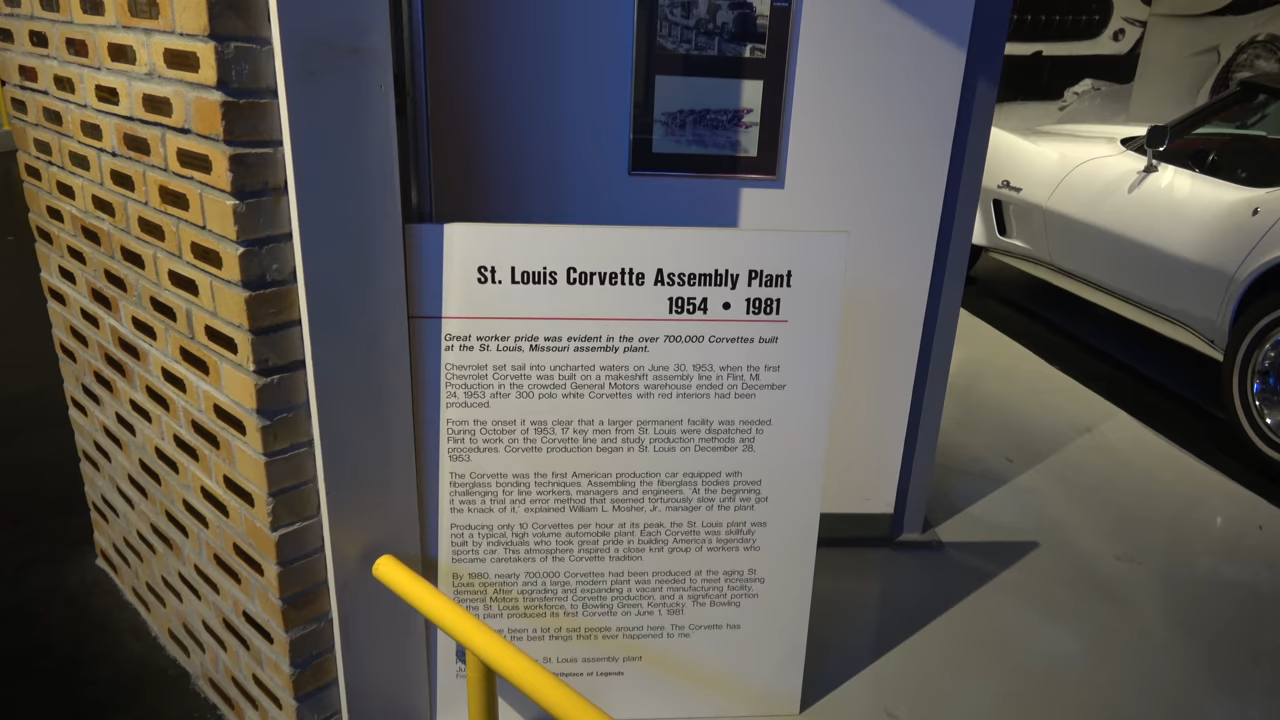 St. Louis Corvette Assembly Plant
1954 • 1981
Great worker pride was evident in the over 700,000 Corvettes built
at the St. Louis, Missouri assembly plant.
Chevrolet set sail into uncharted waters on June 30, 1953, when the first
Chevrolet Corvette was built on a makeshift assembly line in Flint, MI.
Production in the crowded General Motors warehouse ended on December
24, 1953 after 300 polo white Corvettes with red interiors had been
produced.
From the onset it was clear that a larger permanent facility was needed.
During October of 1953, 17 key men from St. Louis were dispatched to
Flint to work on the Corvette line and study production methods and
procedures. Corvette production began in St. Louis on December 28,
1953.
The Corvette was the first American production car equipped with
fiberglass bonding techniques. Assembling the fiberglass bodies proved
challenging for line workers, managers and engineers. "At the beginning,
it was a trial and error method that seemed torturously slow until we got
the knack of it," explained William L. Mosher, Jr., manager of the plant.
Producing only 10 Corvettes per hour at its peak, the St. Louis plant was
not a typical, high volume automobile plant. Each Corvette was skillfully
built by individuals who took great pride in building America's legendary
sports car. This atmosphere inspired a close knit group of workers who
became caretakers of the Corvette tradition.
By 1980, nearly 700,000 Corvettes had been produced at the aging St.
Louis operation and a large, modern plant was needed to meet increasing
demand. After upgrading and expanding a vacant manufacturing facility,
General Motors transferred Corvette production, and a significant portion
the St. Louis workforce, to Bowling Green, Kentucky. The Bowling
plant produced its first Corvette on June 1, 1981.
been a lot of sad people around here. The Corvette has
the best things that's ever happened to me."
St. Louis assembly plant
of Legends
Stingray